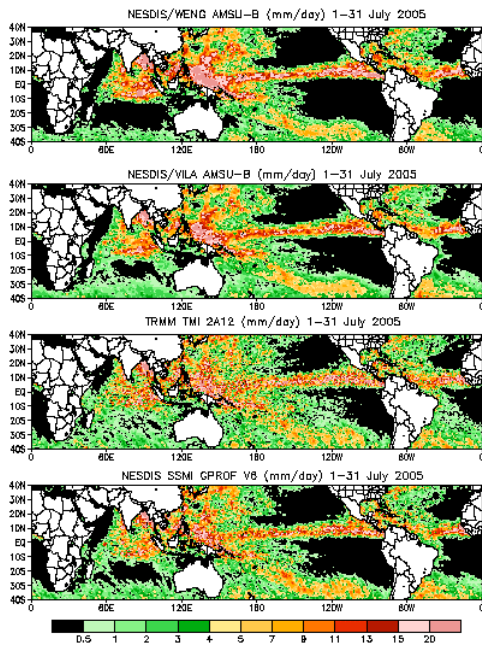 NESDIS/WENG AMSU-B (mm/day) 1-31 July 2005
40N
30N
20N
10N
EQ
10S
20S
30S
40S
0 60E 120E 180 120W 60W 0
NESDIS/VILA AMSU-B (mm/day) 1-31 July 2005
40N
30N
20N
10N
EQ
10S
20S
30S
40S
0 60E 120E 180 120W 60W 0
TRMM TMI 2A12 (mm/day) 1-31 July 2005
40N
30N
20N
10N
EQ
10S
20S
30S
40S
0 60E 120E 180 120W 60W 0
NESDIS SSMI GPROF V6 (mm/day) 1-31 July 2005
40N
30N
20N
10N
EQ
10S
20S
30S
40S
0 60E 120E 180 120W 60W 0
0.5 1 2 3 4 5 7 9 11 13 15 20